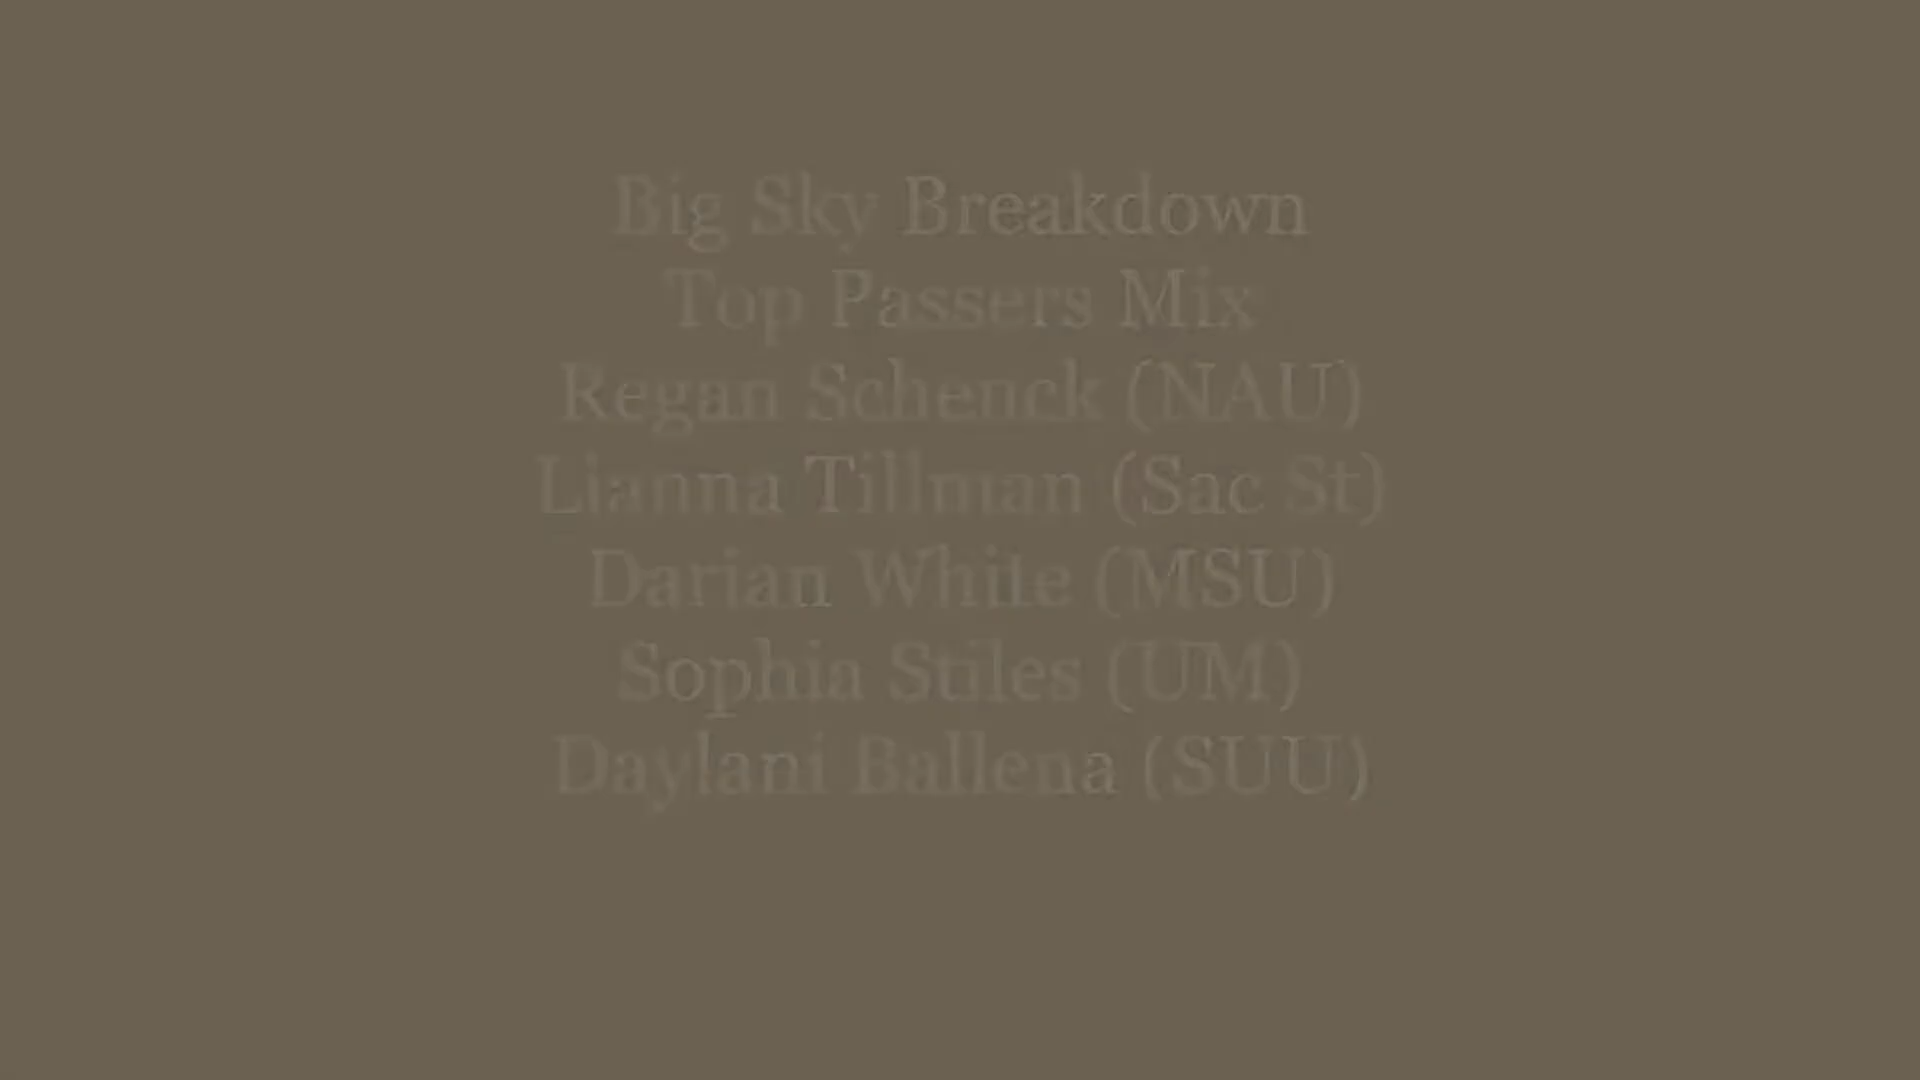 Big Sky Breakdown
Top Passers Mix
Regan Schenck (NAU)
Lianna Tillman (Sac St)
Darian White (MSU)
Sophia Stiles (UM)
Daylani Ballena (SUU)